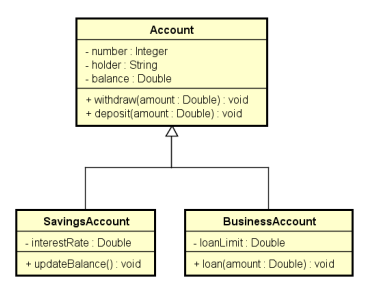 Account
- number : Integer
- holder : String
- balance : Double
+ withdraw(amount : Double) : void
+ deposit(amount : Double) : void
SavingsAccount
- interestRate : Double
+ updateBalance() : void
BusinessAccount
- loanLimit : Double
+ loan(amount : Double) : void